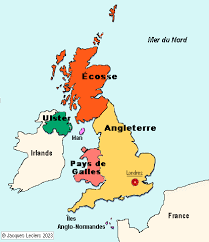 Mer du Nord
Écosse
Ulster
Man
Angleterre
Irlande
Pays de
Galles
Londres
Îles
Anglo-Normandes
France
© Jacques Leclerc 2023